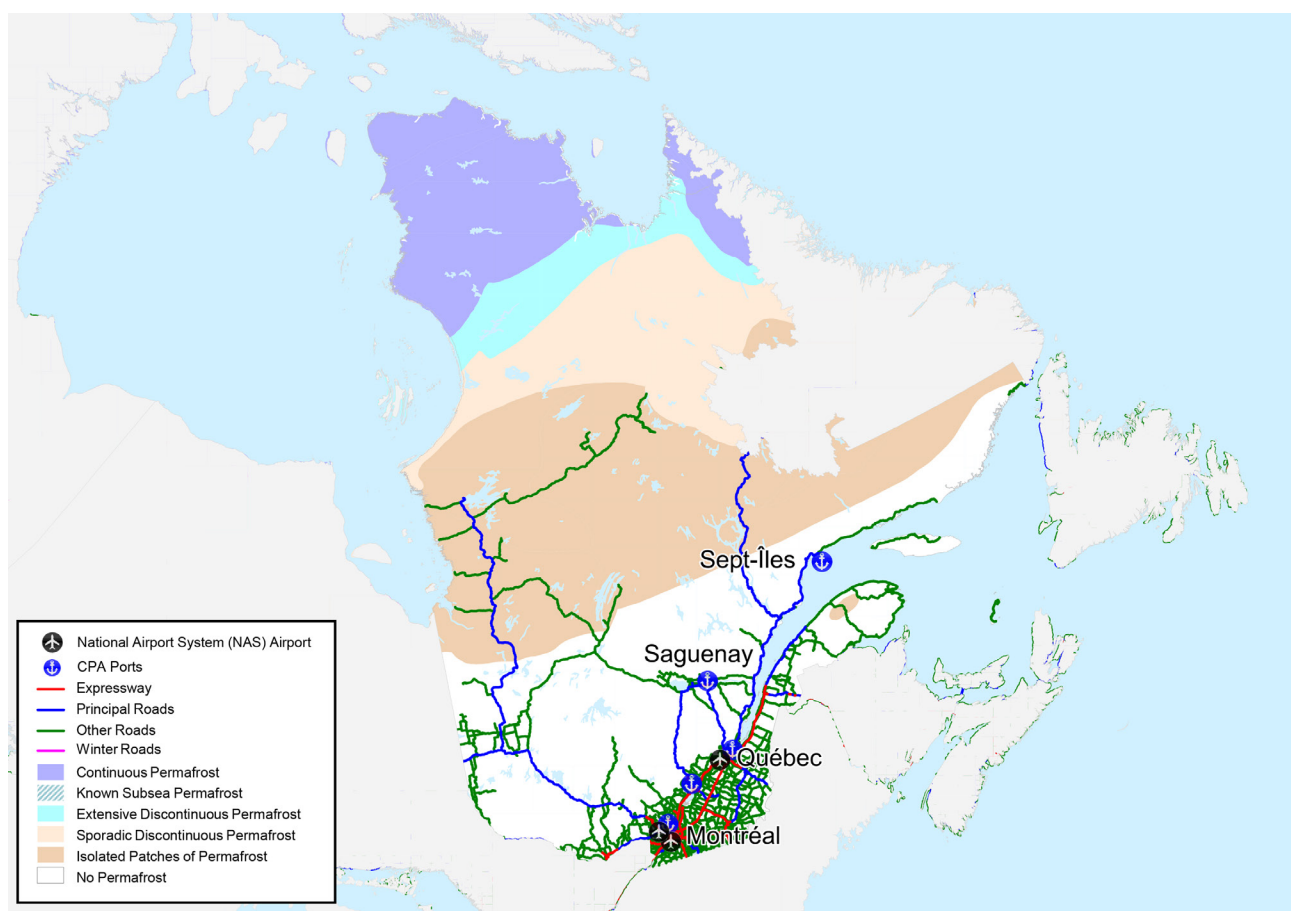 Sept-Îles
Saguenay
Québec
Montréal
National Airport System (NAS) Airport
CPA Ports
Expressway
Principal Roads
Other Roads
Winter Roads
Continuous Permafrost
Known Subsea Permafrost
Extensive Discontinuous Permafrost
Sporadic Discontinuous Permafrost
Isolated Patches of Permafrost
No Permafrost